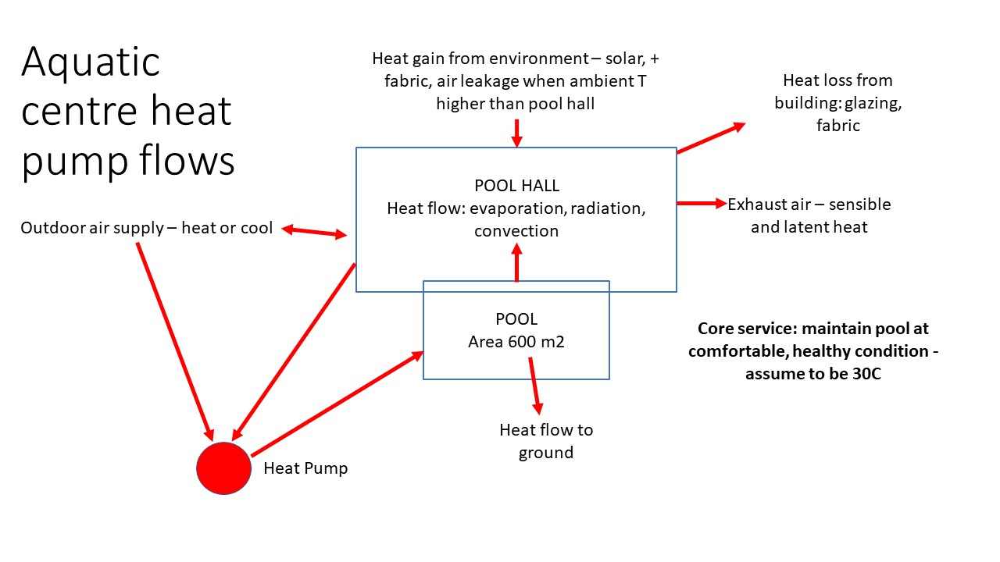 Aquatic
centre heat
pump flows
Heat gain from environment – solar, +
fabric, air leakage when ambient T
higher than pool hall
Heat loss from
building: glazing,
fabric
POOL HALL
Heat flow: evaporation, radiation,
convection
Exhaust air – sensible
and latent heat
Outdoor air supply – heat or cool
POOL
Area 600 m2
Core service: maintain pool at
comfortable, healthy condition -
assume to be 30C
Heat flow to
ground
Heat Pump